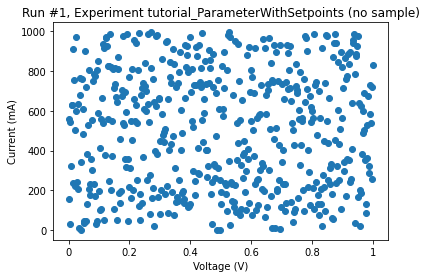 Run #1, Experiment tutorial_ParameterWithSetpoints (no sample)
1000
800
600
400
200
0
Current (mA)
0 0.2 0.4 0.6 0.8 1
Voltage (V)